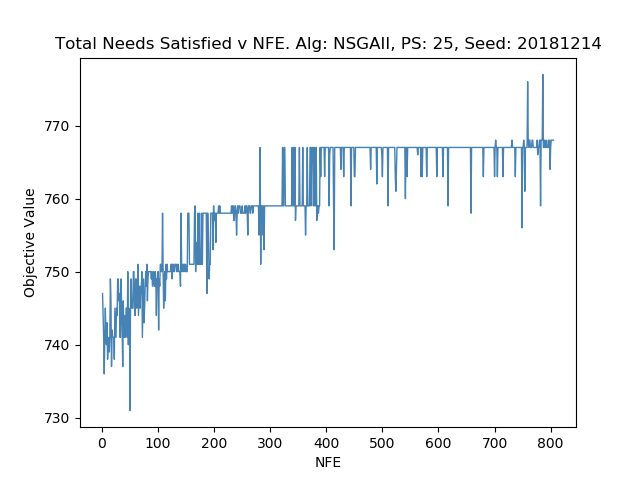 Total Needs Satisfied v NFE. Alg: NSGAII, PS: 25, Seed: 20181214
770
760
750
740
730
Objective Value
0 100 200 300 400 500 600 700 800
NFE